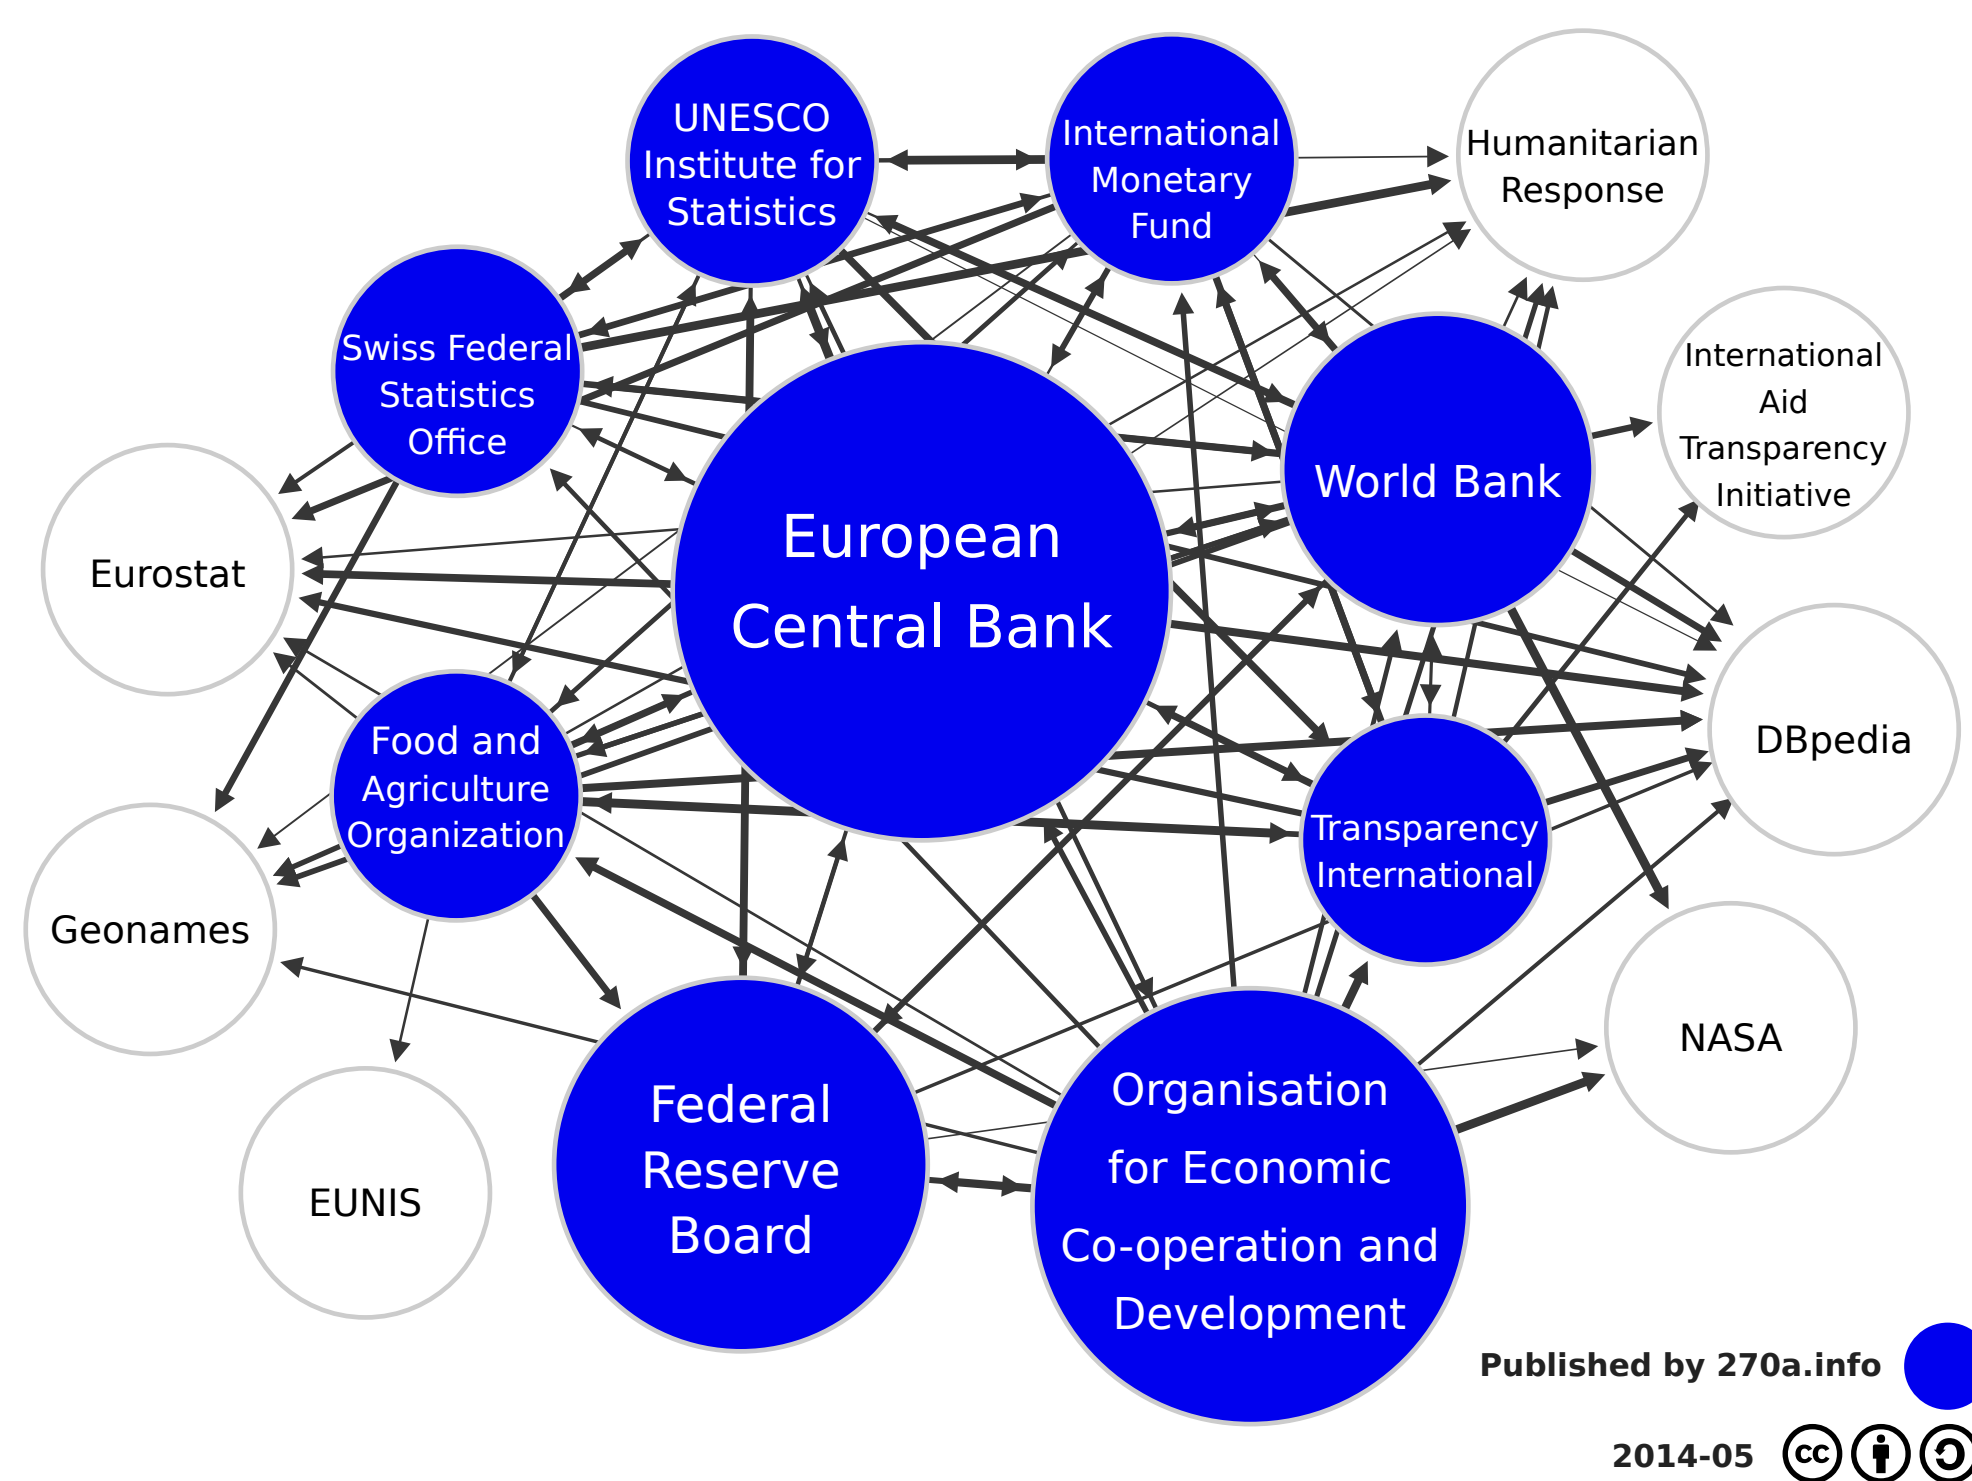 UNESCO
Institute for
Statistics
International
Monetary
Fund
Humanitarian
Response
Swiss Federal
Statistics
Office
International
Aid
Transparency
Initiative
World Bank
European
Central Bank
Eurostat
Food and
Agriculture
Organization
DBpedia
Transparency
International
Geonames
NASA
Federal
Reserve
Board
Organisation
for Economic
Co-operation and
Development
EUNIS
Published by 270a.info
2014-05
cc